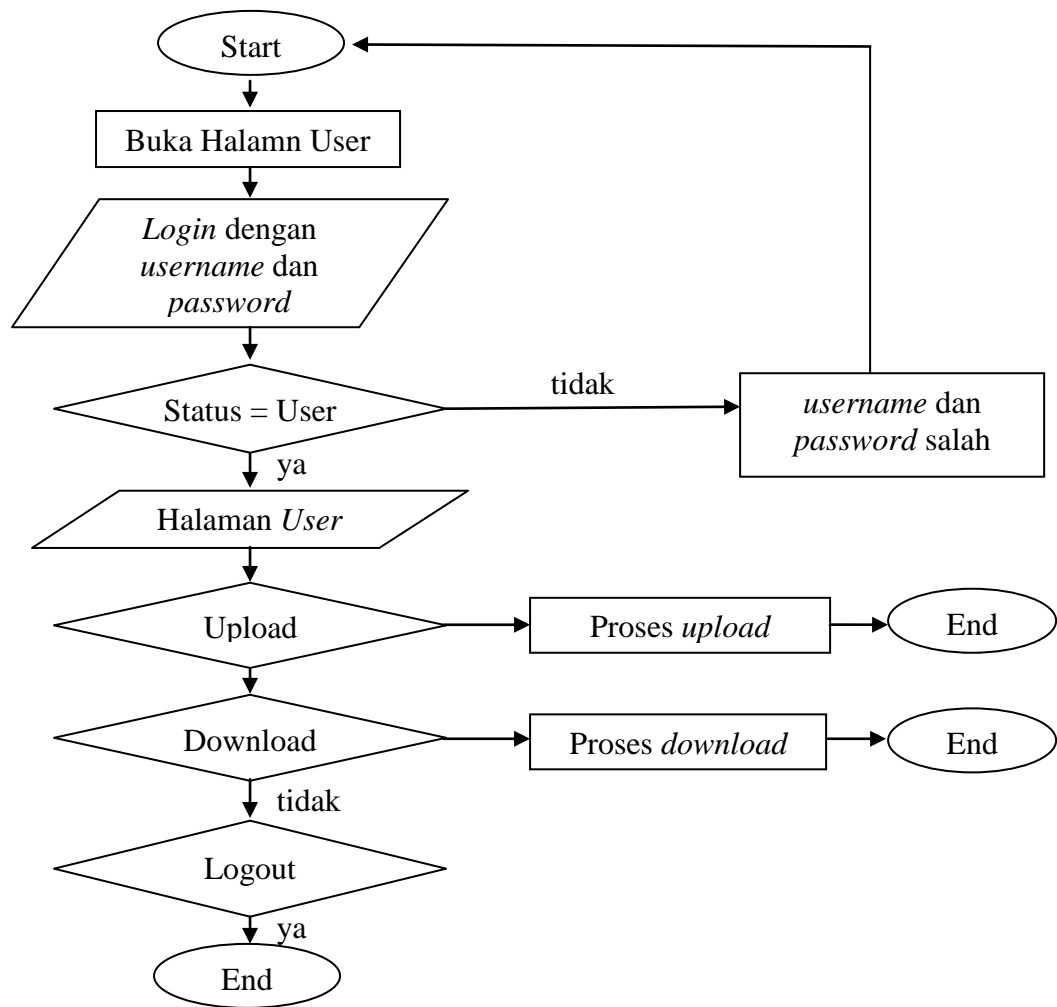 Start
Buka Halamn User
Login dengan
username dan
password
Status = User
tidak
username dan
password salah
ya
Halaman User
Upload
Proses upload
End
Download
Proses download
End
tidak
Logout
ya
End